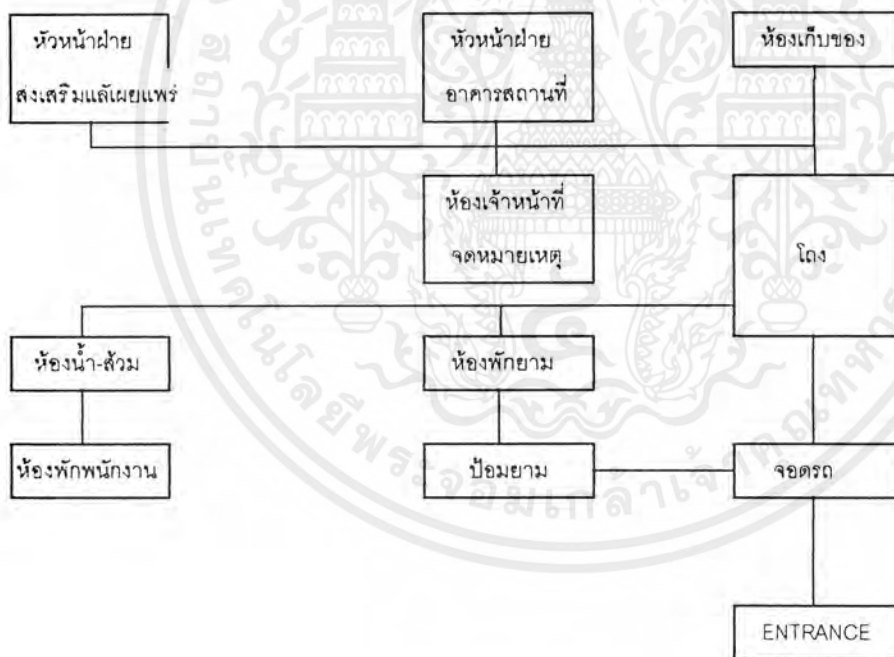 หัวหน้าฝ่าย
ส่งเสริมแล้เผยแพร่
หัวหน้าฝ่าย
อาคารสถานที่
ห้องเก็บของ
ห้องเจ้าหน้าที่
จดหมายเหตุ
โถง
ห้องน้ำ-ส้วม
ห้องพักยาม
ห้องพักพนักงาน
ป้อมยาม
จอดรถ
ENTRANCE